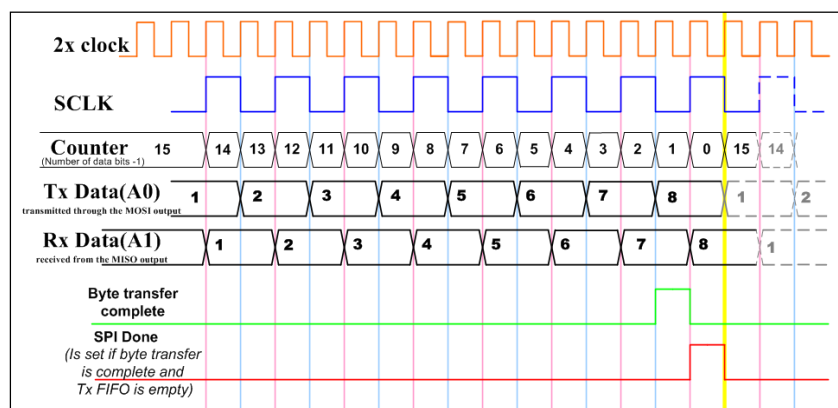 2x clock
SCLK
Counter 15 14 13 12 11 10 9 8 7 6 5 4 3 2 1 0 15 14
(Number of data bits -1)
Tx Data(A0) 1 2 3 4 5 6 7 8 1 2
transmitted through the MOSI output
Rx Data(A1) 1 2 3 4 5 6 7 8 1
received from the MISO output
Byte transfer
complete
SPI Done
(Is set if byte transfer
is complete and
Tx FIFO is empty)